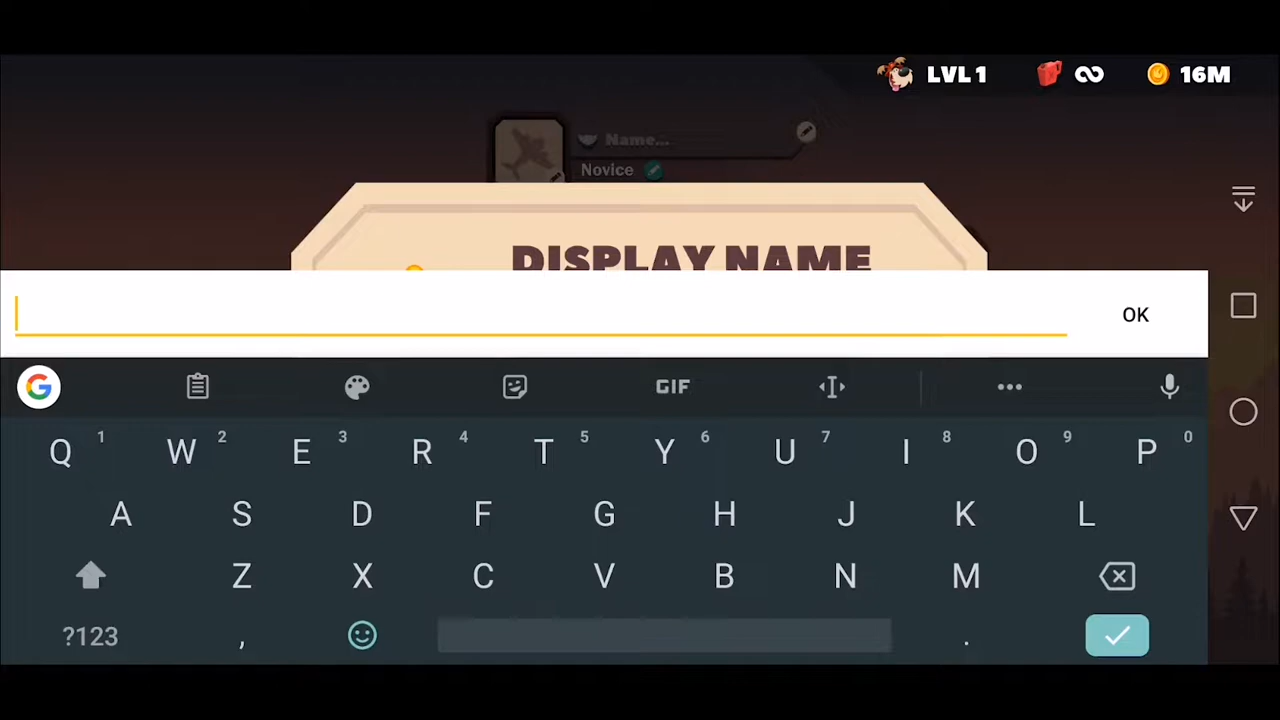 LVL 1 ∞ 16M
Name...
Novice
DISPLAY NAME
OK
GIF
Q 1 W 2 E 3 R 4 T 5 Y 6 U 7 I 8 O 9 P 0
A S D F G H J K L
Z X C V B N M
?123 , .